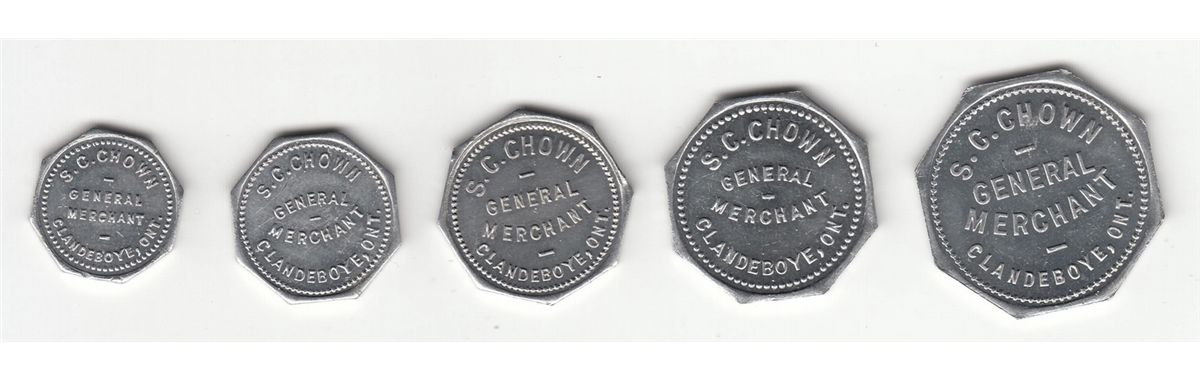 S.C. CHOWN
—
GENERAL
MERCHANT
—
CLANDEBOYE, ONT.
S.C. CHOWN
GENERAL
—
MERCHANT
CLANDEBOYE, ONT.
S.C. CHOWN
—
GENERAL
MERCHANT
—
CLANDEBOYE, ONT.
S.C. CHOWN
GENERAL
—
MERCHANT
CLANDEBOYE, ONT.
S.C. CHOWN
—
GENERAL
MERCHANT
—
CLANDEBOYE, ONT.